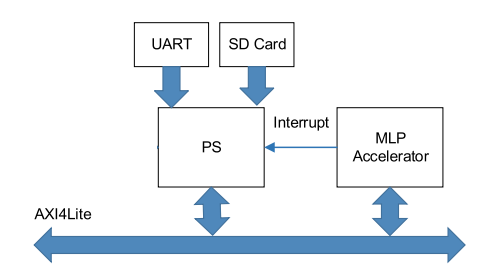 UART
SD Card
PS
Interrupt
MLP
Accelerator
AXI4Lite